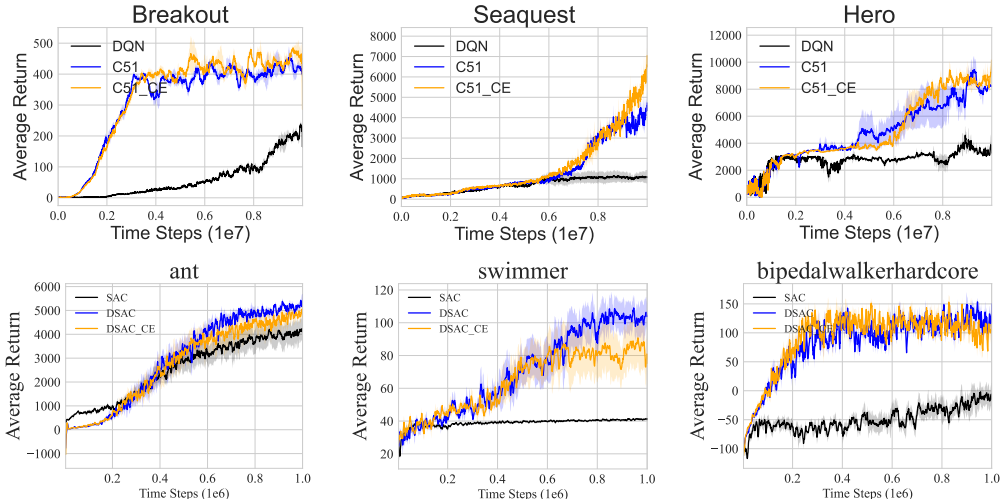 Breakout
Average Return
500
400
300
200
100
0
DQN
C51
C51_CE
0.0 0.2 0.4 0.6 0.8
Time Steps (1e7)
Seaquest
Average Return
8000
7000
6000
5000
4000
3000
2000
1000
0
DQN
C51
C51_CE
0.0 0.2 0.4 0.6 0.8
Time Steps (1e7)
Hero
Average Return
12000
10000
8000
6000
4000
2000
0
DQN
C51
C51_CE
0.0 0.2 0.4 0.6 0.8
Time Steps (1e7)
ant
Average Return
6000
5000
4000
3000
2000
1000
0
−1000
SAC
DSAC
DSAC_CE
0.2 0.4 0.6 0.8 1.0
Time Steps (1e6)
swimmer
Average Return
120
100
80
60
40
20
SAC
DSAC
DSAC_CE
0.2 0.4 0.6 0.8 1.0
Time Steps (1e6)
bipedalwalkerhardcore
Average Return
150
100
50
0
−50
−100
SAC
DSAC
DSAC_CE
0.2 0.4 0.6 0.8 1.0
Time Steps (1e6)